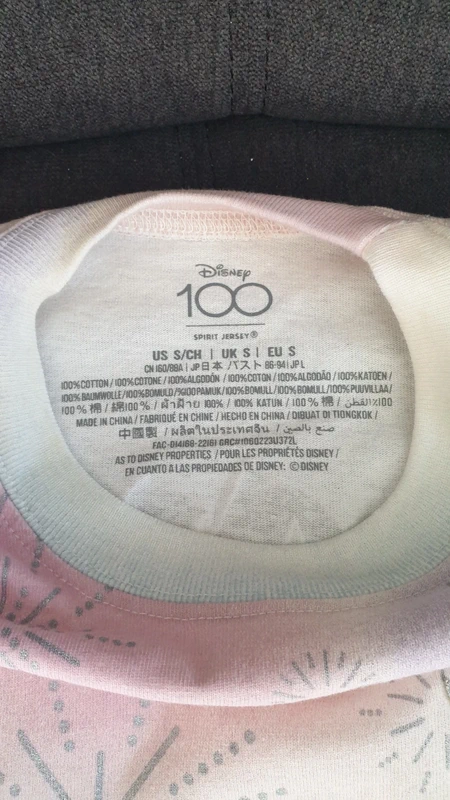 Disney
100
SPIRIT JERSEY®
US S/CH | UK S | EU S
CN 160/88A | JP 日本 バスト 86-94 | JP L
100%COTTON / 100%COTONE / 100%ALGODÓN / 100%COTON / 100%ALGODÃO / 100%KATOEN /
100%BAUMWOLLE / 100%BOMULD / %100PAMUK / 100%BOMULL / 100%BOMULL / 100%PUUVILLAA /
100% 棉 / 綿100% / ผ้าฝ้าย 100% / 100% KATUN / 100% 棉 / 100٪القطن
MADE IN CHINA / FABRIQUÉ EN CHINE / HECHO EN CHINA / DIBUAT DI TIONGKOK /
中國製 / ผลิตในประเทศจีน / صنع بالصين
FAC-014168-22161 GRC#1060223U372L
AS TO DISNEY PROPERTIES / POUR LES PROPRIÉTÉS DISNEY /
EN CUANTO A LAS PROPIEDADES DE DISNEY: © DISNEY